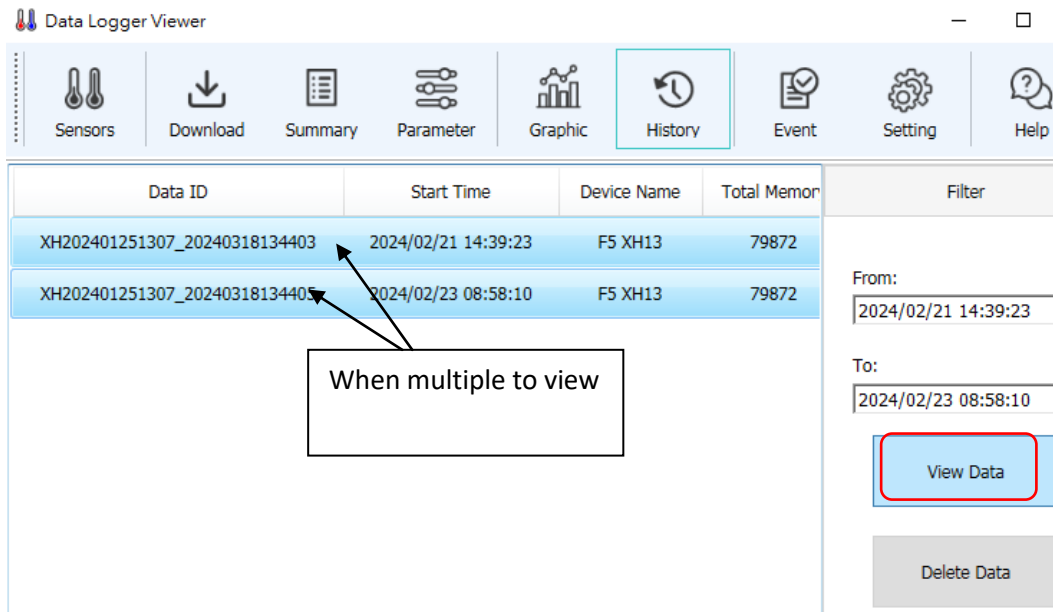 Data Logger Viewer
Sensors Download Summary Parameter Graphic History Event Setting Help
Data ID Start Time Device Name Total Memor Filter
XH202401251307_20240318134403 2024/02/21 14:39:23 F5 XH13 79872
XH202401251307_20240318134405 2024/02/23 08:58:10 F5 XH13 79872
From:
2024/02/21 14:39:23
To:
2024/02/23 08:58:10
When multiple to view
View Data
Delete Data